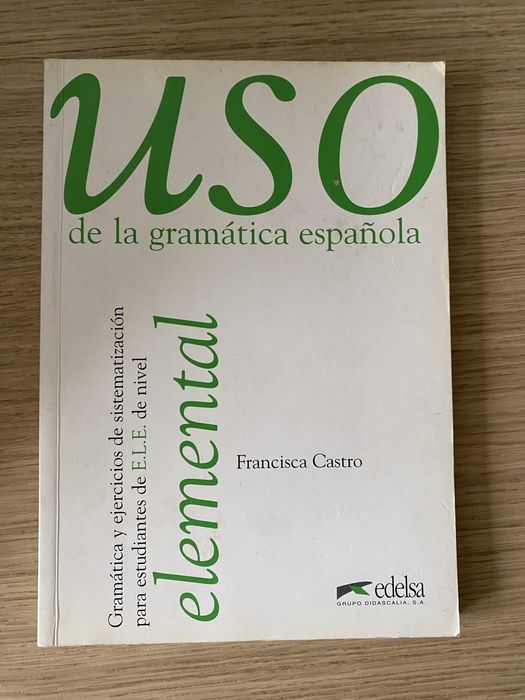 uso
de la gramática española
Gramática y ejercicios de sistematización
para estudiantes de E.L.E. de nivel
elemental
Francisca Castro
edelsa
GRUPO DIDASCALIA, S.A.